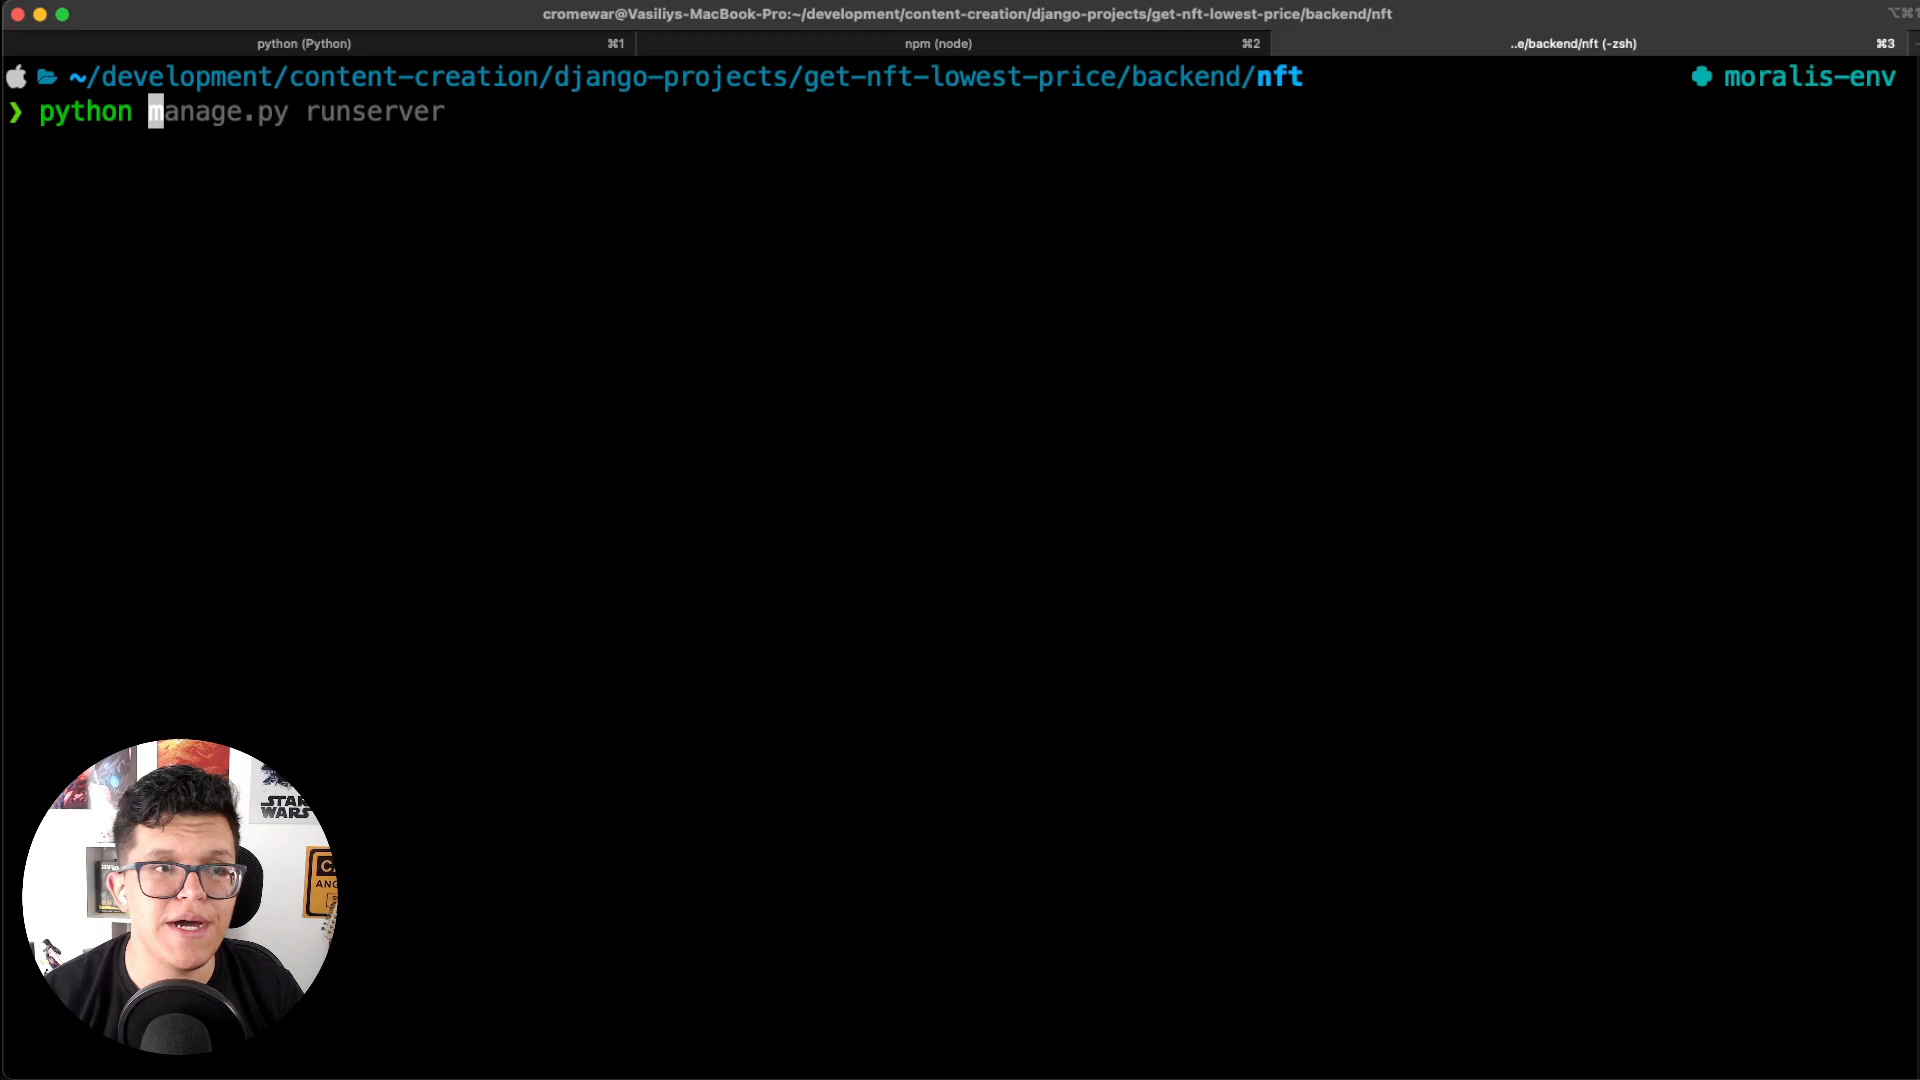 cromewar@Vasiliys-MacBook-Pro:~/development/content-creation/django-projects/get-nft-lowest-price/backend/nft
python (Python) ⌘1 npm (node) ⌘2 ..e/backend/nft (-zsh) ⌘3
~/development/content-creation/django-projects/get-nft-lowest-price/backend/nft moralis-env
❯ python manage.py runserver
STAR
WARS